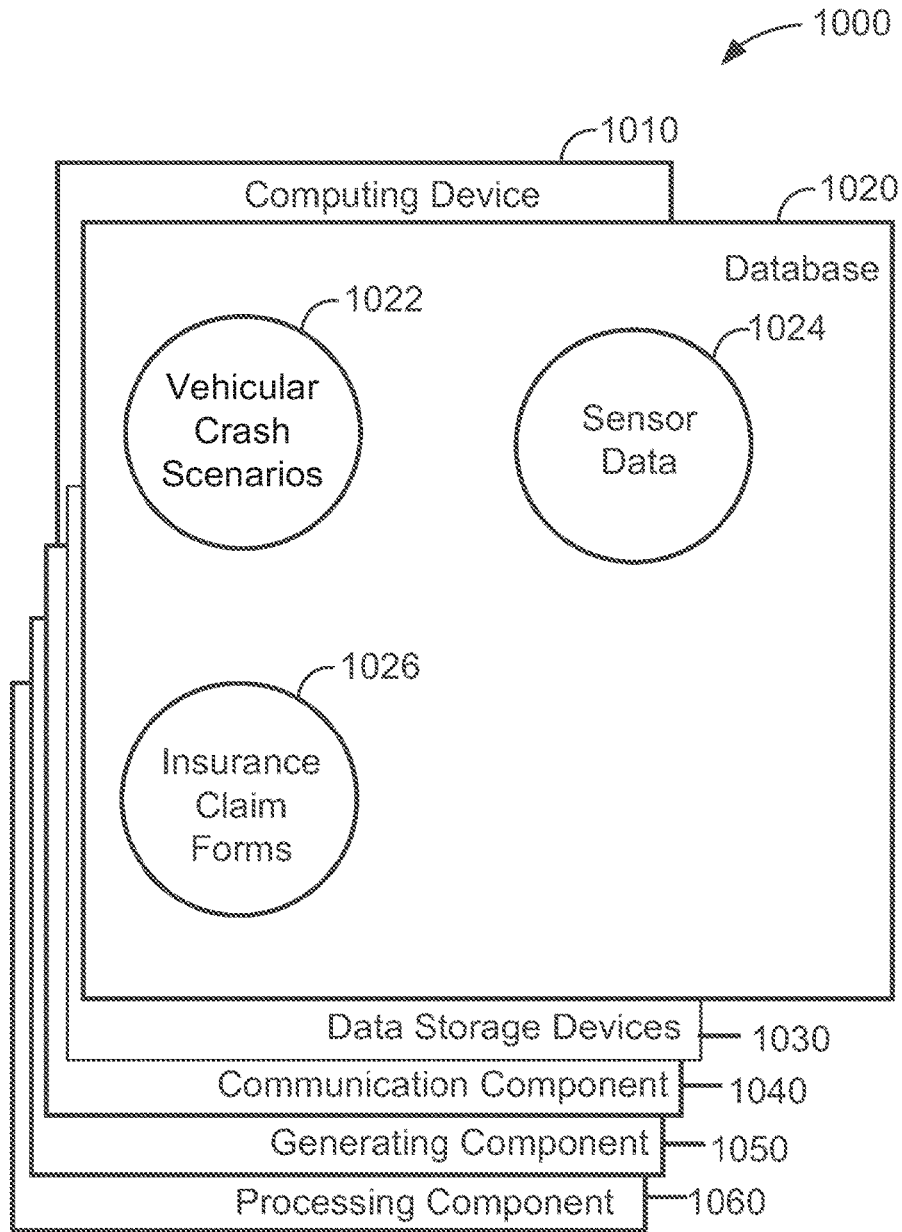 1000
1010
Computing Device
1020
Database
1022
Vehicular
Crash
Scenarios
1024
Sensor
Data
1026
Insurance
Claim
Forms
Data Storage Devices
1030
Communication Component
1040
Generating Component
1050
Processing Component
1060